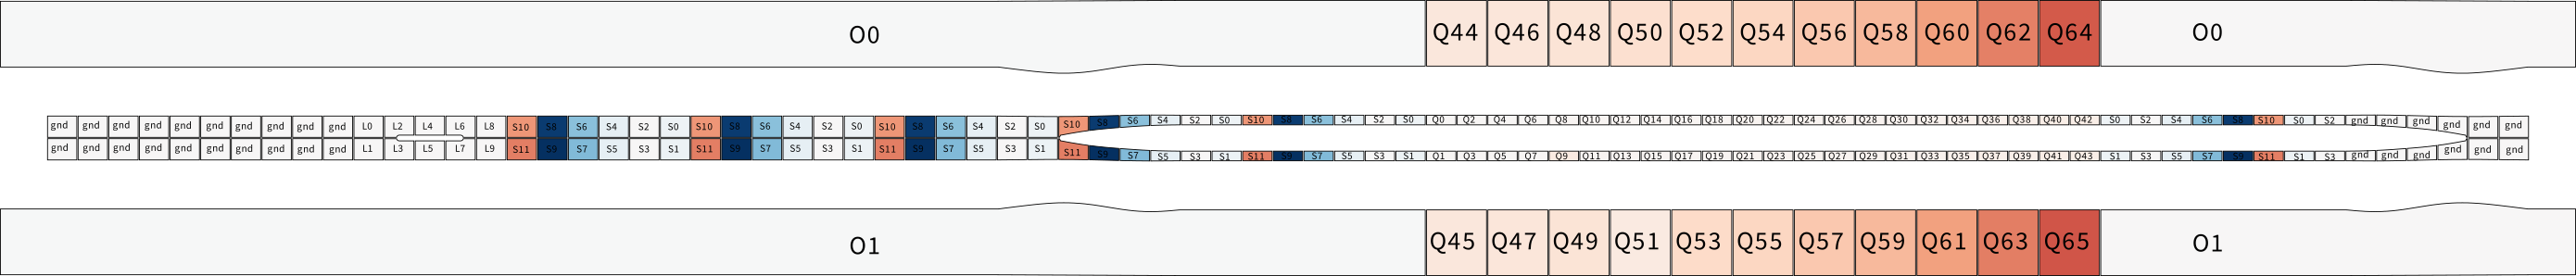 O0 Q44 Q46 Q48 Q50 Q52 Q54 Q56 Q58 Q60 Q62 Q64 O0
gnd gnd gnd gnd gnd gnd gnd gnd gnd gnd L0 L2 L4 L6 L8 S10 S8 S6 S4 S2 S0 S10 S8 S6 S4 S2 S0 S10 S8 S6 S4 S2 S0 S10 S8 S6 S4 S2 S0 S10 S8 S6 S4 S2 S0 Q0 Q2 Q4 Q6 Q8 Q10 Q12 Q14 Q16 Q18 Q20 Q22 Q24 Q26 Q28 Q30 Q32 Q34 Q36 Q38 Q40 Q42 S0 S2 S4 S6 S8 S10 S0 S2 gnd gnd gnd gnd gnd gnd
gnd gnd gnd gnd gnd gnd gnd gnd gnd gnd L1 L3 L5 L7 L9 S11 S9 S7 S5 S3 S1 S11 S9 S7 S5 S3 S1 S11 S9 S7 S5 S3 S1 S11 S9 S7 S5 S3 S1 S11 S9 S7 S5 S3 S1 Q1 Q3 Q5 Q7 Q9 Q11 Q13 Q15 Q17 Q19 Q21 Q23 Q25 Q27 Q29 Q31 Q33 Q35 Q37 Q39 Q41 Q43 S1 S3 S5 S7 S9 S11 S1 S3 gnd gnd gnd gnd gnd gnd
O1 Q45 Q47 Q49 Q51 Q53 Q55 Q57 Q59 Q61 Q63 Q65 O1